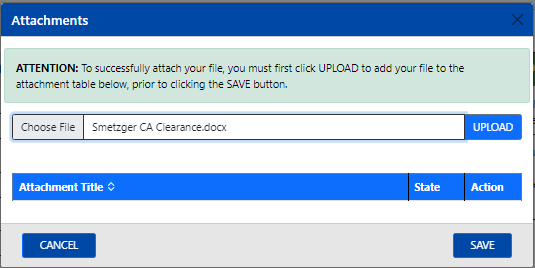 Attachments
ATTENTION: To successfully attach your file, you must first click UPLOAD to add your file to the
attachment table below, prior to clicking the SAVE button.
Choose File Smetzger CA Clearance.docx UPLOAD
Attachment Title State Action
CANCEL SAVE